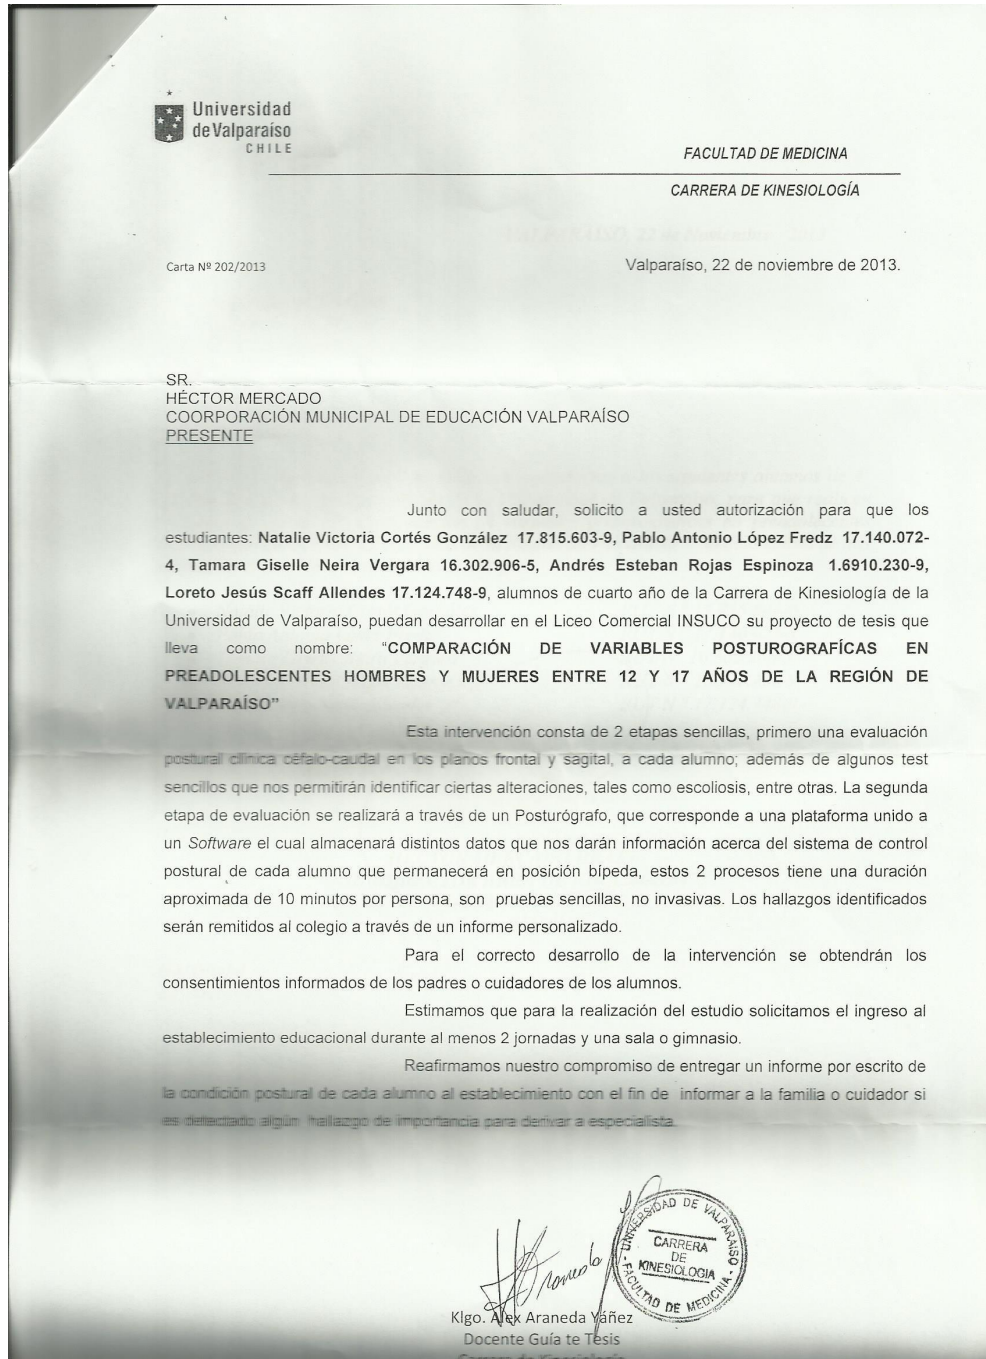 Universidad
de Valparaíso
CHILE
FACULTAD DE MEDICINA
CARRERA DE KINESIOLOGÍA
Carta Nº 202/2013
Valparaíso, 22 de noviembre de 2013.
SR.
HÉCTOR MERCADO
COORPORACIÓN MUNICIPAL DE EDUCACIÓN VALPARAÍSO
PRESENTE
Junto con saludar, solicito a usted autorización para que los
estudiantes: Natalie Victoria Cortés González 17.815.603-9, Pablo Antonio López Fredz 17.140.072-
4, Tamara Giselle Neira Vergara 16.302.906-5, Andrés Esteban Rojas Espinoza 1.6910.230-9,
Loreto Jesús Scaff Allendes 17.124.748-9, alumnos de cuarto año de la Carrera de Kinesiología de la
Universidad de Valparaíso, puedan desarrollar en el Liceo Comercial INSUCO su proyecto de tesis que
lleva como nombre: “COMPARACIÓN DE VARIABLES POSTUROGRAFÍCAS EN
PREADOLESCENTES HOMBRES Y MUJERES ENTRE 12 Y 17 AÑOS DE LA REGIÓN DE
VALPARAÍSO”
Esta intervención consta de 2 etapas sencillas, primero una evaluación
postural clínica céfalo-caudal en los planos frontal y sagital, a cada alumno; además de algunos test
sencillos que nos permitirán identificar ciertas alteraciones, tales como escoliosis, entre otras. La segunda
etapa de evaluación se realizará a través de un Posturógrafo, que corresponde a una plataforma unido a
un Software el cual almacenará distintos datos que nos darán información acerca del sistema de control
postural de cada alumno que permanecerá en posición bípeda, estos 2 procesos tiene una duración
aproximada de 10 minutos por persona, son pruebas sencillas, no invasivas. Los hallazgos identificados
serán remitidos al colegio a través de un informe personalizado.
Para el correcto desarrollo de la intervención se obtendrán los
consentimientos informados de los padres o cuidadores de los alumnos.
Estimamos que para la realización del estudio solicitamos el ingreso al
establecimiento educacional durante al menos 2 jornadas y una sala o gimnasio.
Reafirmamos nuestro compromiso de entregar un informe por escrito de
la condición postural de cada alumno al establecimiento con el fin de informar a la familia o cuidador si
es detectado algún hallazgo de importancia para derivar a especialista.
UNIVERSIDAD DE VALPARAISO
CARRERA
DE
KINESIOLOGIA
- FACULTAD DE MEDICINA -
Klgo. Alex Araneda Yáñez
Docente Guía te Tesis
Carrera de Kinesiología